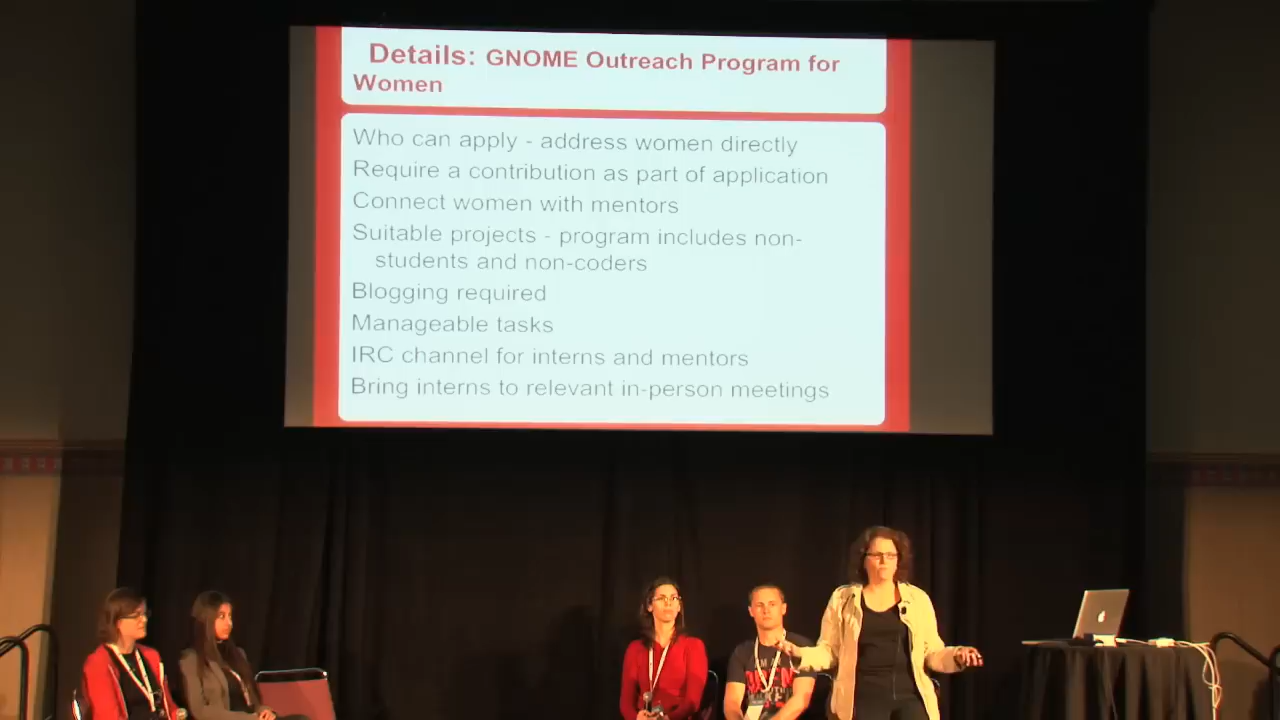 Details: GNOME Outreach Program for
Women
Who can apply - address women directly
Require a contribution as part of application
Connect women with mentors
Suitable projects - program includes non-
students and non-coders
Blogging required
Manageable tasks
IRC channel for interns and mentors
Bring interns to relevant in-person meetings